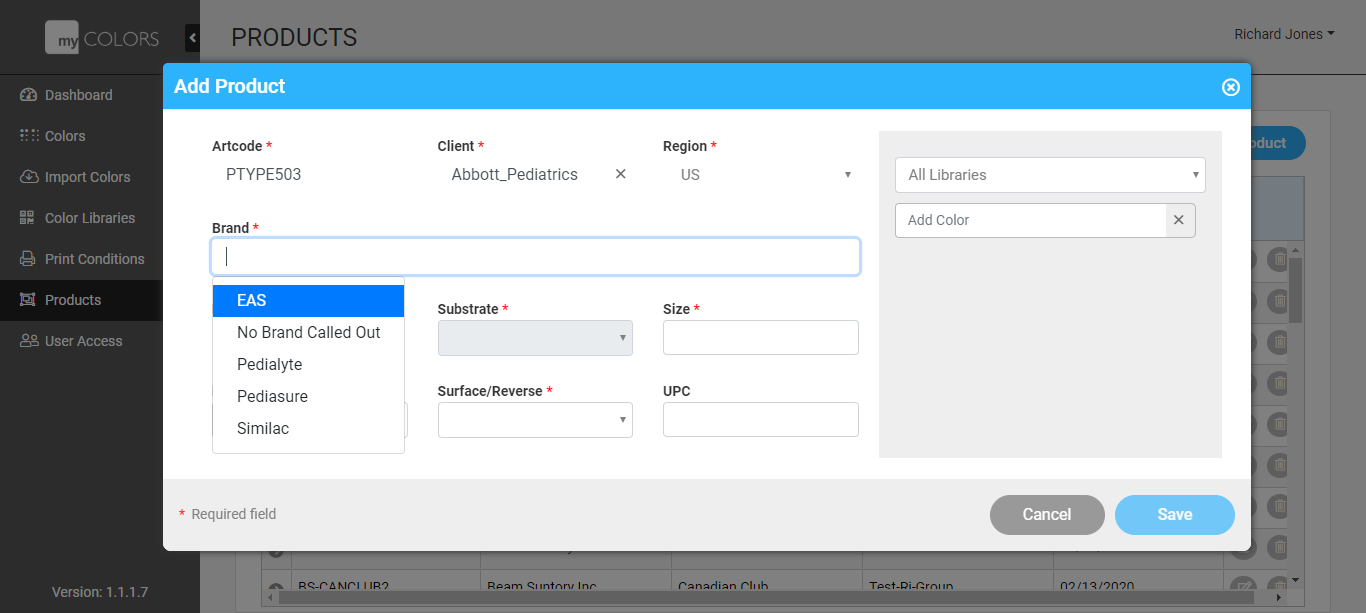 my COLORS
PRODUCTS
Richard Jones
Dashboard
Colors
Import Colors
Color Libraries
Print Conditions
Products
User Access
Version: 1.1.1.7
Add Product
Artcode *
PTYPE503
Client *
Abbott_Pediatrics
Region *
US
Brand *
EAS
No Brand Called Out
Pedialyte
Pediasure
Similac
Substrate *
Size *
Surface/Reverse *
UPC
All Libraries
Add Color
* Required field
Cancel
Save
oduct
BS-CANCLUB2 Beam Suntory Inc Canadian Club Test-Ri-Group 02/13/2020